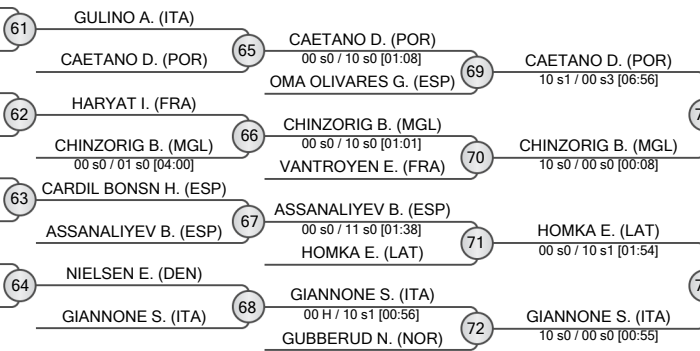 GULINO A. (ITA)
61
CAETANO D. (POR)
65
CAETANO D. (POR)
00 s0 / 10 s0 [01:08]
OMA OLIVARES G. (ESP)
69
CAETANO D. (POR)
10 s1 / 00 s3 [06:56]
HARYAT I. (FRA)
62
CHINZORIG B. (MGL)
00 s0 / 01 s0 [04:00]
66
CHINZORIG B. (MGL)
00 s0 / 10 s0 [01:01]
VANTROYEN E. (FRA)
70
CHINZORIG B. (MGL)
10 s0 / 00 s0 [00:08]
CARDIL BONSN H. (ESP)
63
ASSANALIYEV B. (ESP)
67
ASSANALIYEV B. (ESP)
00 s0 / 11 s0 [01:38]
HOMKA E. (LAT)
71
HOMKA E. (LAT)
00 s0 / 10 s1 [01:54]
NIELSEN E. (DEN)
64
GIANNONE S. (ITA)
68
GIANNONE S. (ITA)
00 H / 10 s1 [00:56]
GUBBERUD N. (NOR)
72
GIANNONE S. (ITA)
10 s0 / 00 s0 [00:55]